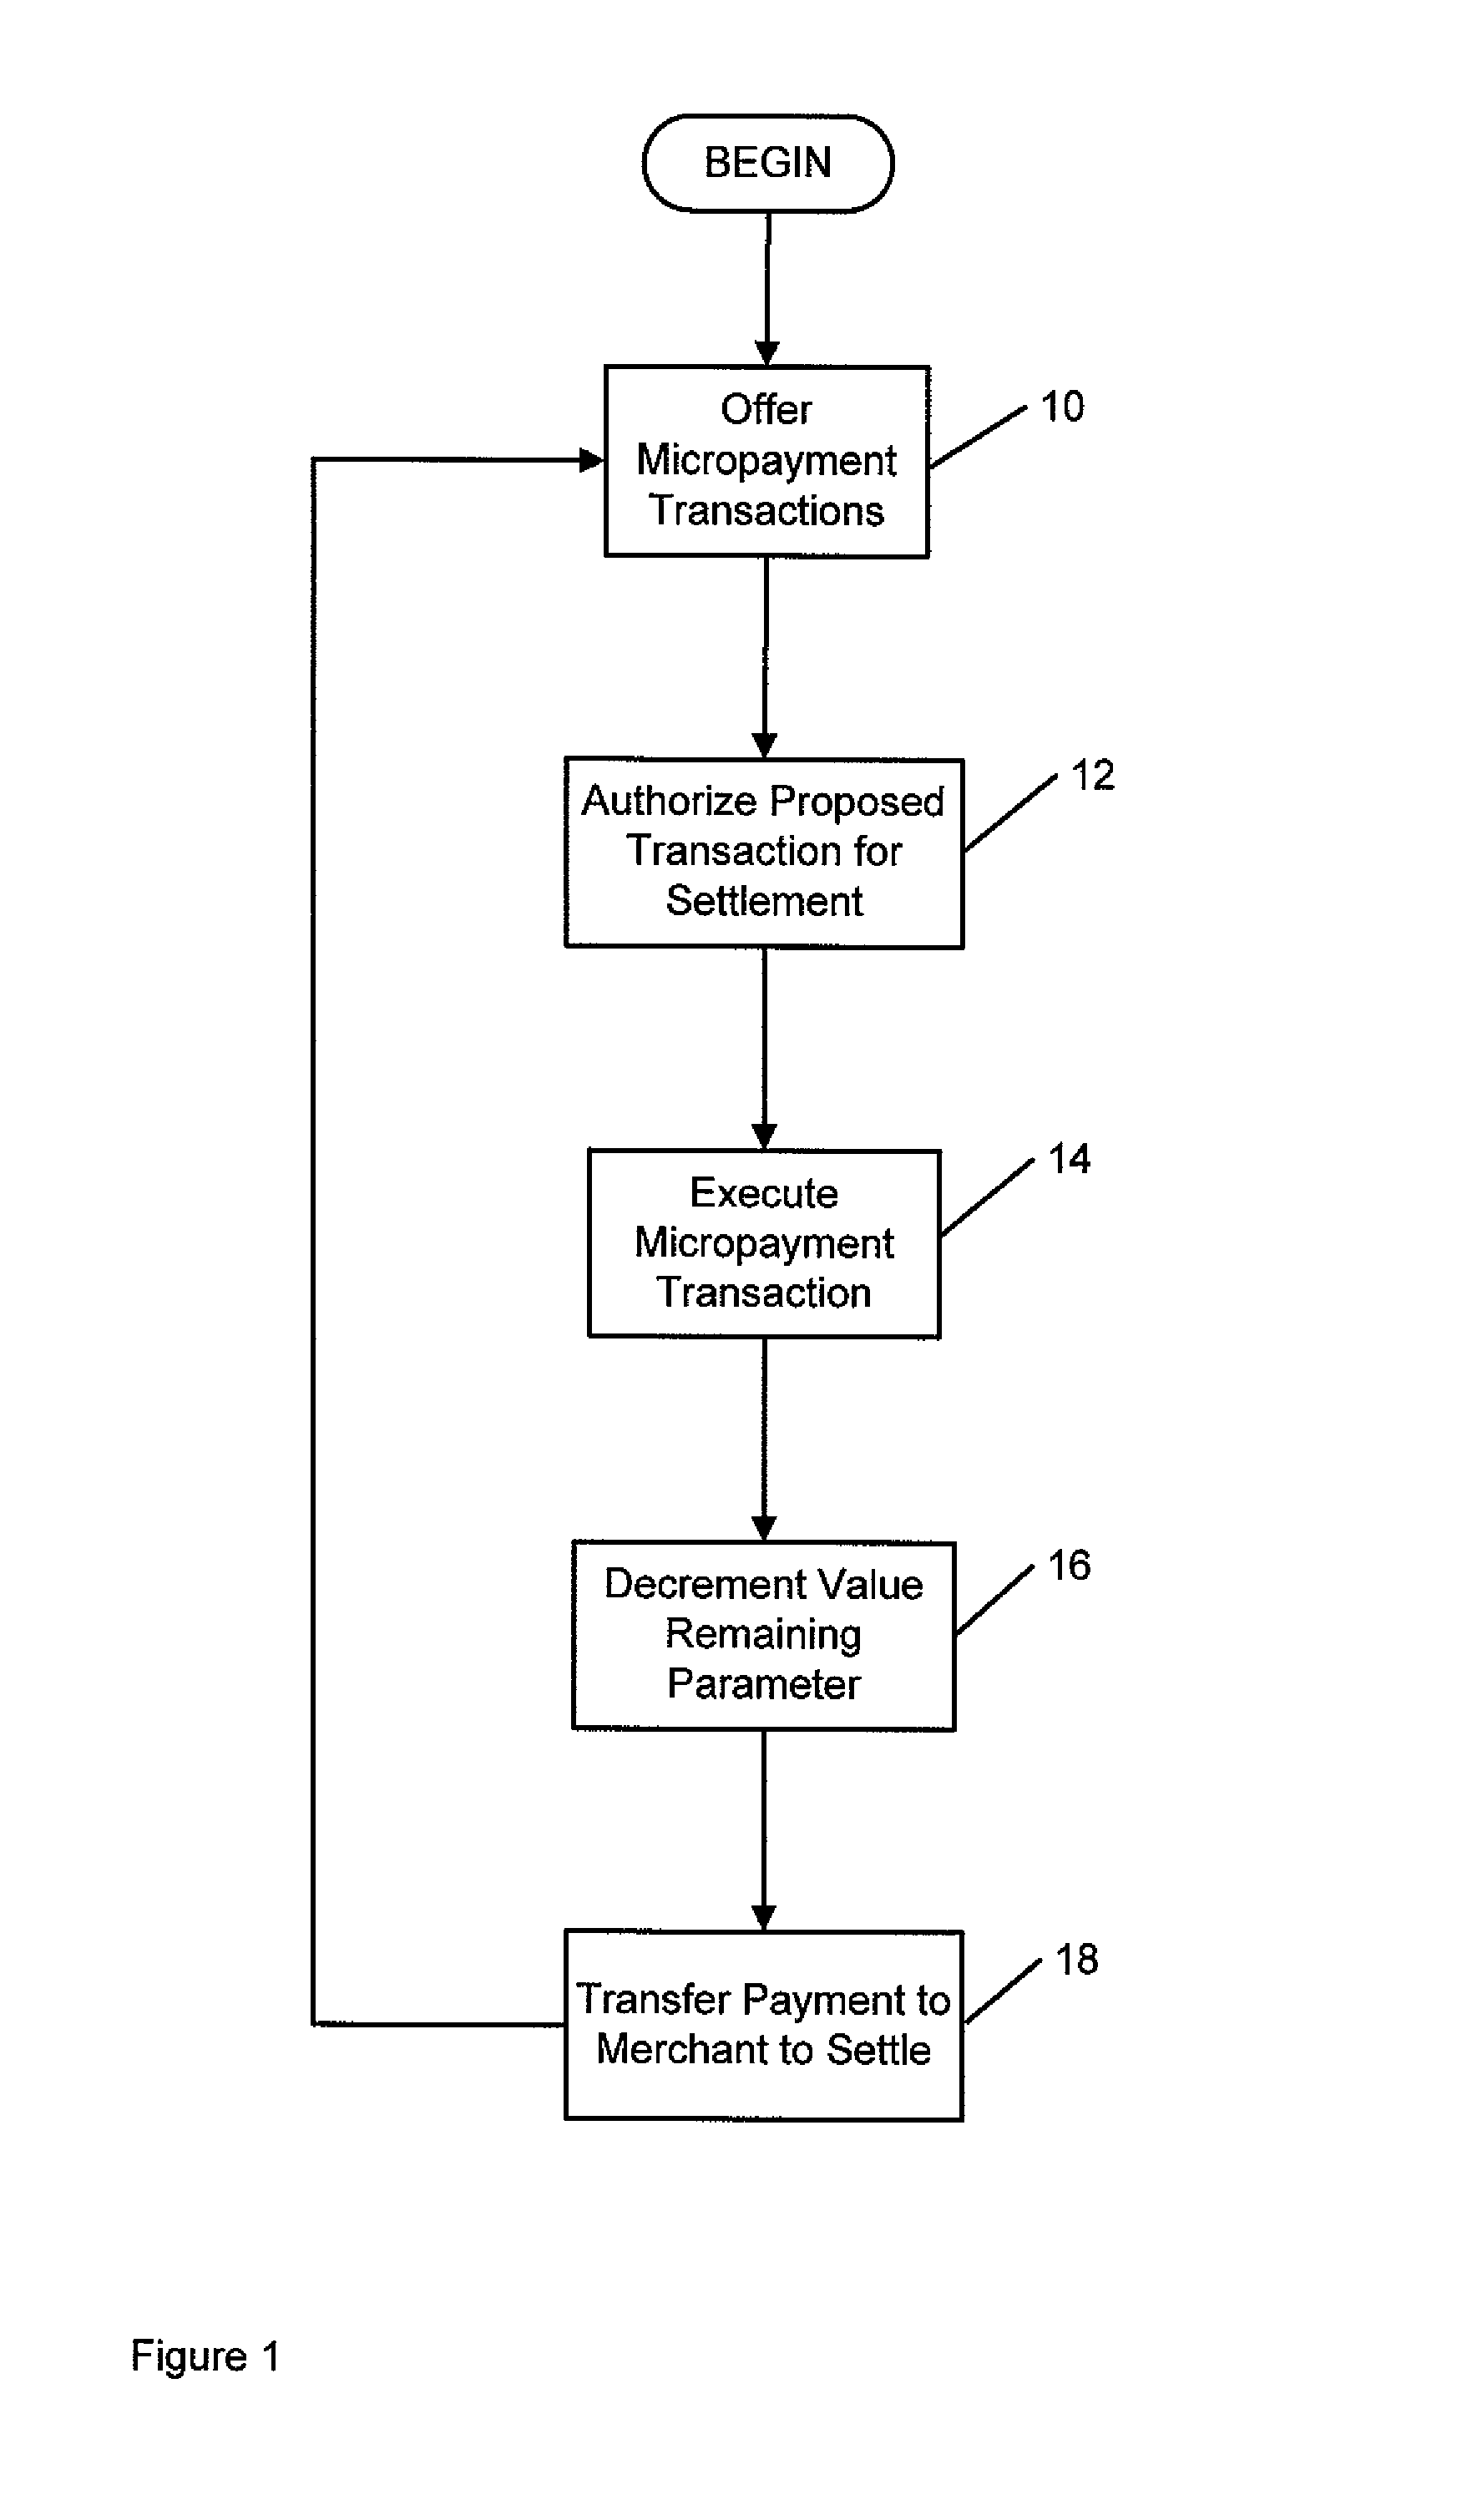 BEGIN
Offer
Micropayment
Transactions
10
Authorize Proposed
Transaction for
Settlement
12
Execute
Micropayment
Transaction
14
Decrement Value
Remaining
Parameter
16
Transfer Payment to
Merchant to Settle
18
Figure 1